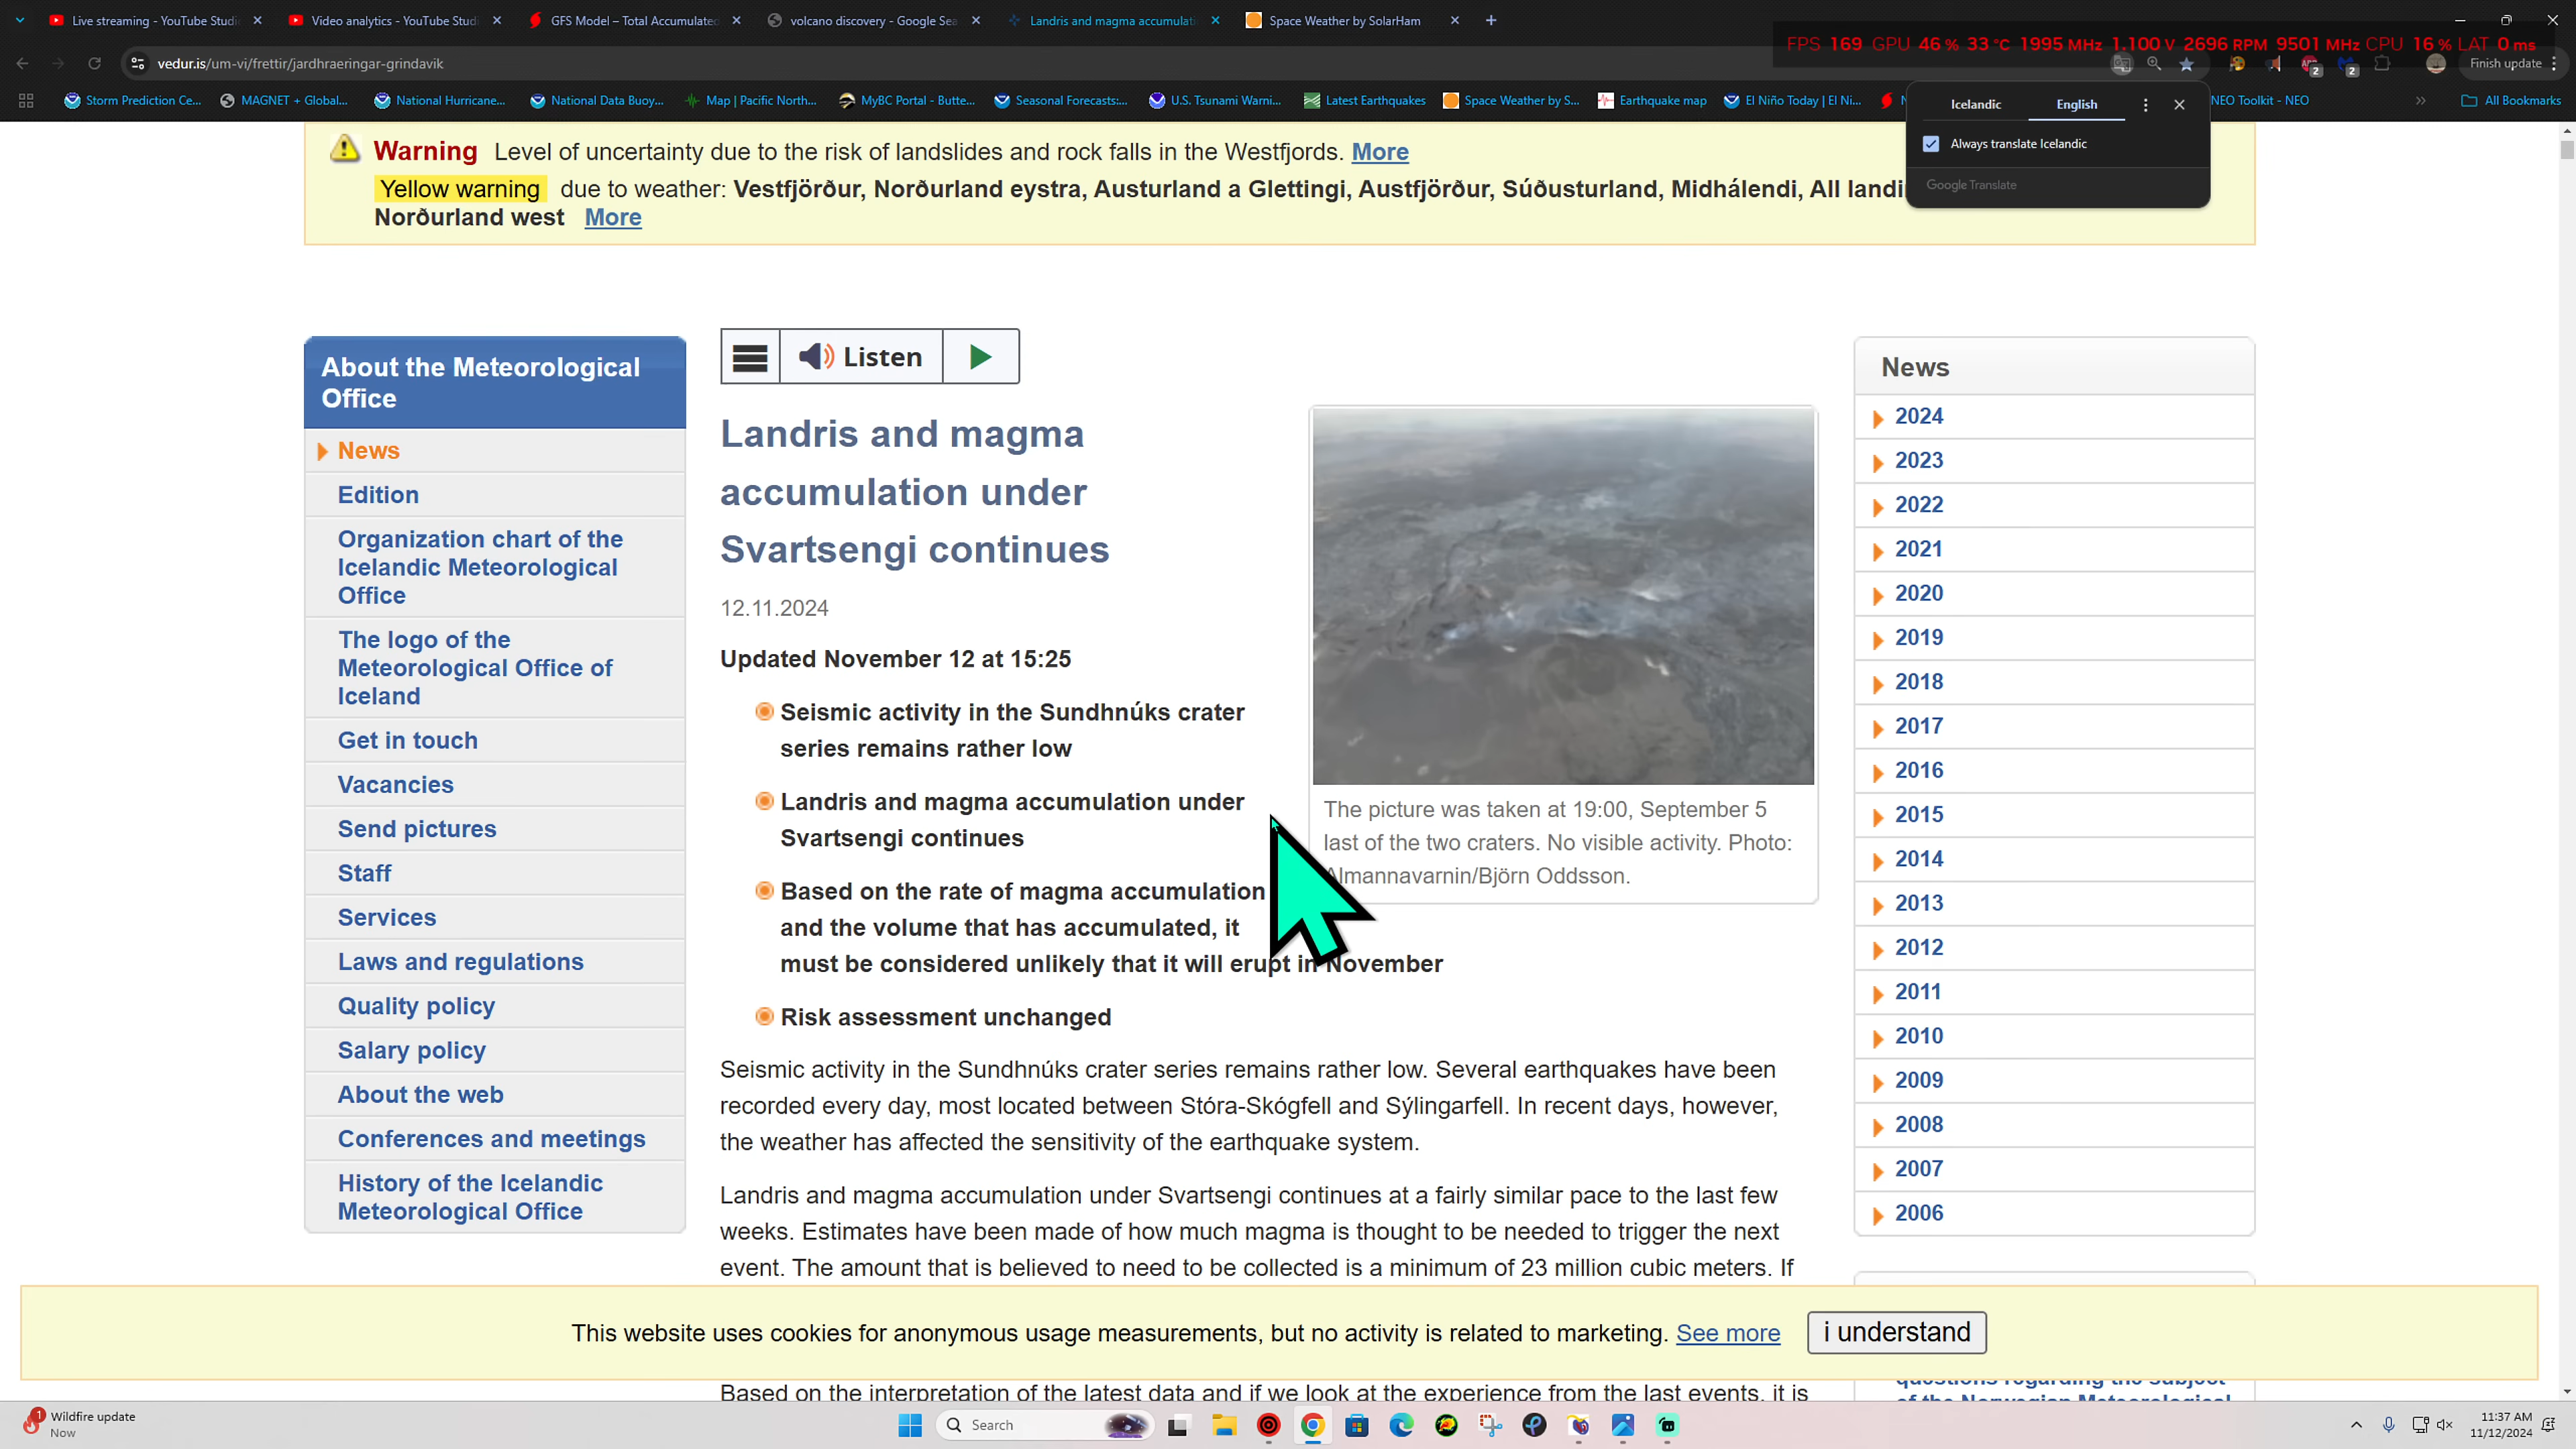 Live streaming - YouTube Studi
Video analytics - YouTube Studi
GFS Model – Total Accumulated
volcano discovery - Google Sea
Landris and magma accumulati
Space Weather by SolarHam
FPS 169 GPU 46 % 33 °C 1995 MHz 1.100 V 2696 RPM 9501 MHz CPU 16 % LAT 0 ms
vedur.is/um-vi/frettir/jardhraeringar-grindavik
2
2
Finish update
Storm Prediction Ce...
MAGNET + Global...
National Hurricane...
National Data Buoy...
Map | Pacific North...
MyBC Portal - Butte...
Seasonal Forecasts:...
U.S. Tsunami Warni...
Latest Earthquakes
Space Weather by S...
Earthquake map
El Niño Today | El Ni...
NEO Toolkit - NEO
All Bookmarks
Icelandic
English
Always translate Icelandic
Google Translate
Warning Level of uncertainty due to the risk of landslides and rock falls in the Westfjords. More
Yellow warning due to weather: Vestfjörður, Norðurland eystra, Austurland a Glettingi, Austfjörður, Súðusturland, Midhálendi, All landi
Norðurland west More
About the Meteorological
Office
News
Edition
Organization chart of the
Icelandic Meteorological
Office
The logo of the
Meteorological Office of
Iceland
Get in touch
Vacancies
Send pictures
Staff
Services
Laws and regulations
Quality policy
Salary policy
About the web
Conferences and meetings
History of the Icelandic
Meteorological Office
Listen
Landris and magma
accumulation under
Svartsengi continues
12.11.2024
Updated November 12 at 15:25
Seismic activity in the Sundhnúks crater
series remains rather low
Landris and magma accumulation under
Svartsengi continues
Based on the rate of magma accumulation
and the volume that has accumulated, it
must be considered unlikely that it will erupt in November
Risk assessment unchanged
The picture was taken at 19:00, September 5
last of the two craters. No visible activity. Photo:
Almannavarnin/Björn Oddsson.
Seismic activity in the Sundhnúks crater series remains rather low. Several earthquakes have been
recorded every day, most located between Stóra-Skógfell and Sýlingarfell. In recent days, however,
the weather has affected the sensitivity of the earthquake system.
Landris and magma accumulation under Svartsengi continues at a fairly similar pace to the last few
weeks. Estimates have been made of how much magma is thought to be needed to trigger the next
event. The amount that is believed to need to be collected is a minimum of 23 million cubic meters. If
News
2024
2023
2022
2021
2020
2019
2018
2017
2016
2015
2014
2013
2012
2011
2010
2009
2008
2007
2006
This website uses cookies for anonymous usage measurements, but no activity is related to marketing. See more
i understand
Based on the interpretation of the latest data and if we look at the experience from the last events, it is
questions regarding the subject
of the Norwegian Meteorological
1
Wildfire update
Now
Search
11:37 AM
11/12/2024